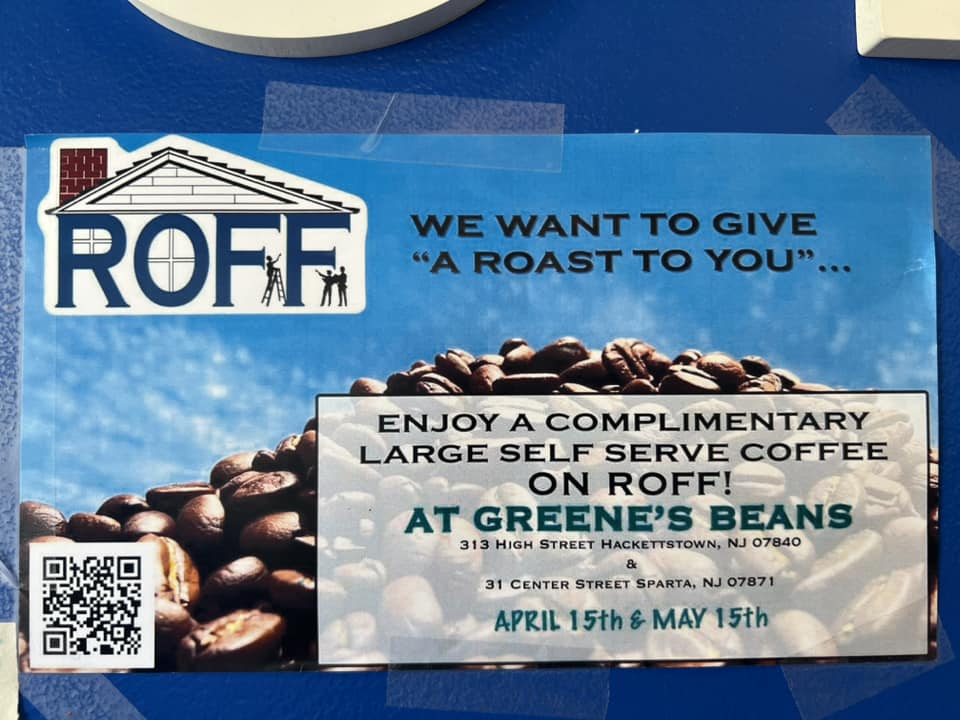 ROFF
WE WANT TO GIVE
“A ROAST TO YOU”...
ENJOY A COMPLIMENTARY
LARGE SELF SERVE COFFEE
ON ROFF!
AT GREENE’S BEANS
313 HIGH STREET HACKETTSTOWN, NJ 07840
&
31 CENTER STREET SPARTA, NJ 07871
APRIL 15th & MAY 15th